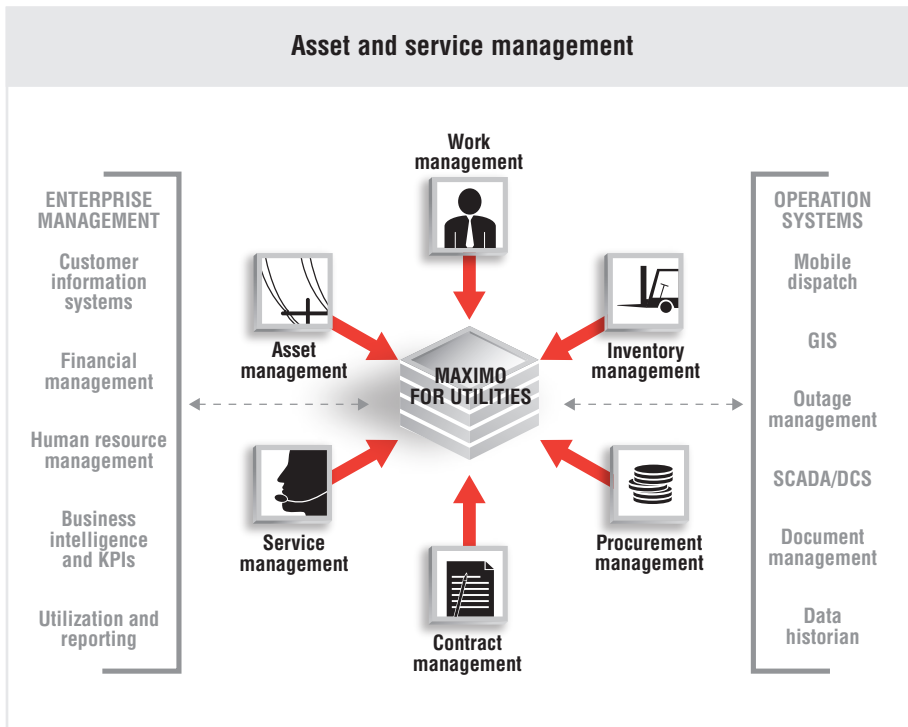 Asset and service management
Work
management
ENTERPRISE
MANAGEMENT
Customer
information
systems
Financial
management
Human resource
management
Business
intelligence
and KPIs
Utilization and
reporting
Asset
management
Service
management
MAXIMO
FOR UTILITIES
Contract
management
Inventory
management
Procurement
management
OPERATION
SYSTEMS
Mobile
dispatch
GIS
Outage
management
SCADA/DCS
Document
management
Data
historian